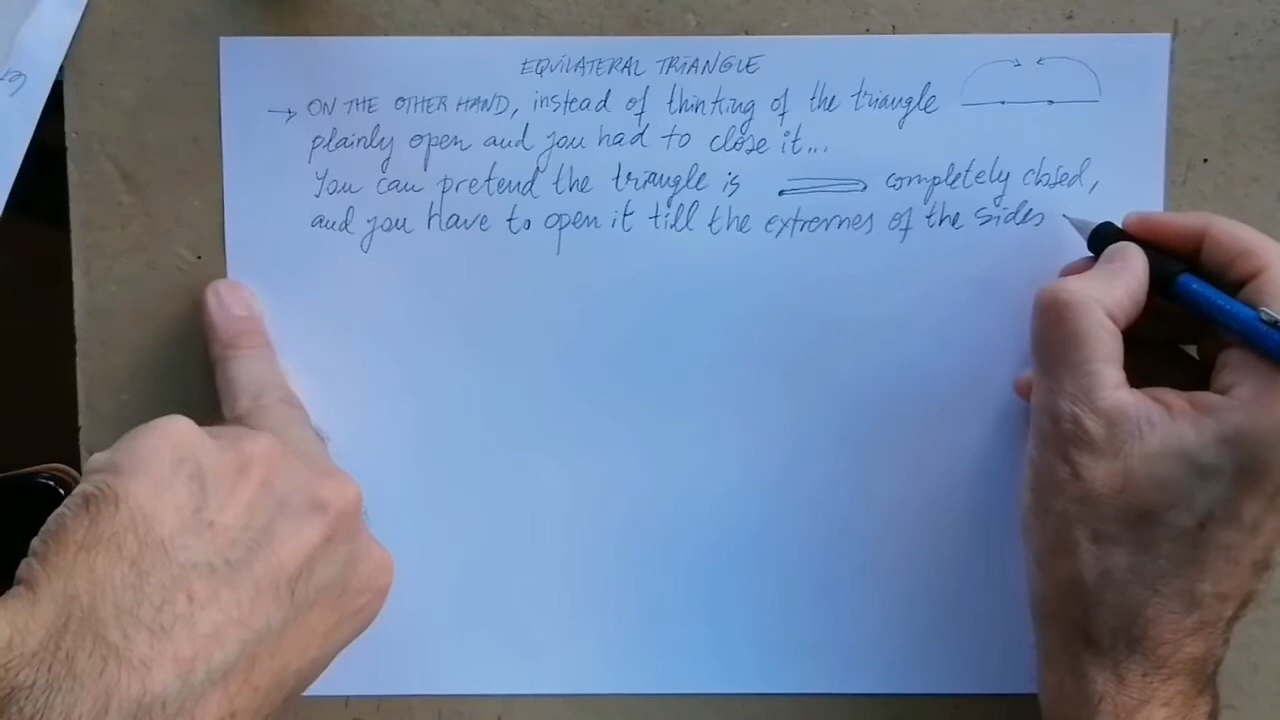 EQUILATERAL TRIANGLE
→ ON THE OTHER HAND, instead of thinking of the triangle
plainly open and you had to close it...
You can pretend the triangle is completely closed,
and you have to open it till the extremes of the sides